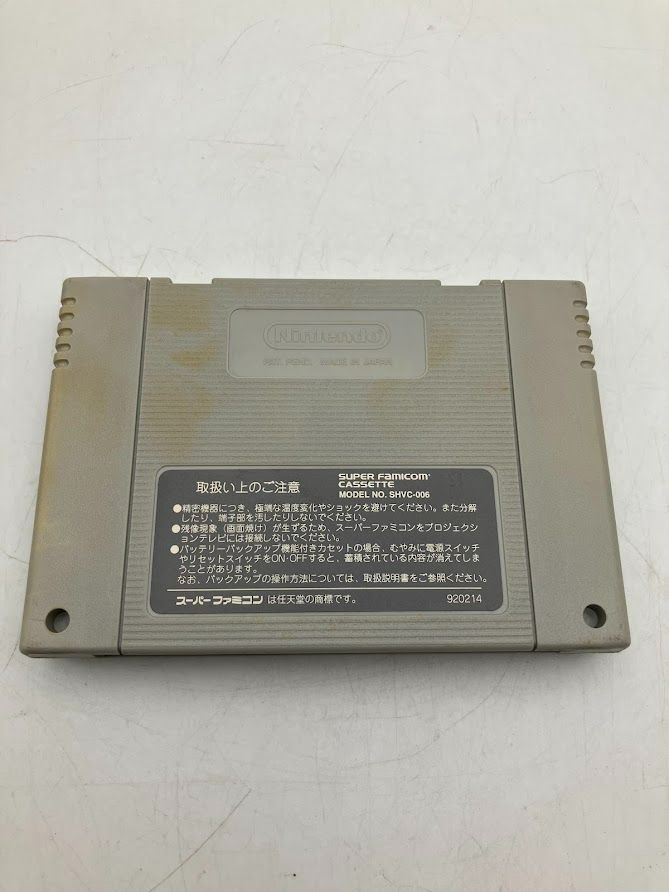 Nintendo
PAT. PEND. MADE IN JAPAN
取扱い上のご注意
SUPER FAMICOM
CASSETTE
MODEL NO. SHVC-006
●精密機器につき、極端な温度変化やショックを避けてください。また分解
したり、端子部を汚したりしないでください。
●残像現象（画面焼け）が生ずるため、スーパーファミコンをプロジェクシ
ョンテレビには接続しないでください。
●バッテリーバックアップ機能付きカセットの場合、むやみに電源スイッチ
やリセットスイッチをON・OFFすると、蓄積されている内容が消えてしま
うことがあります。
なお、バックアップの操作方法については、取扱説明書をご参照ください。
スーパーファミコン は任天堂の商標です。 920214